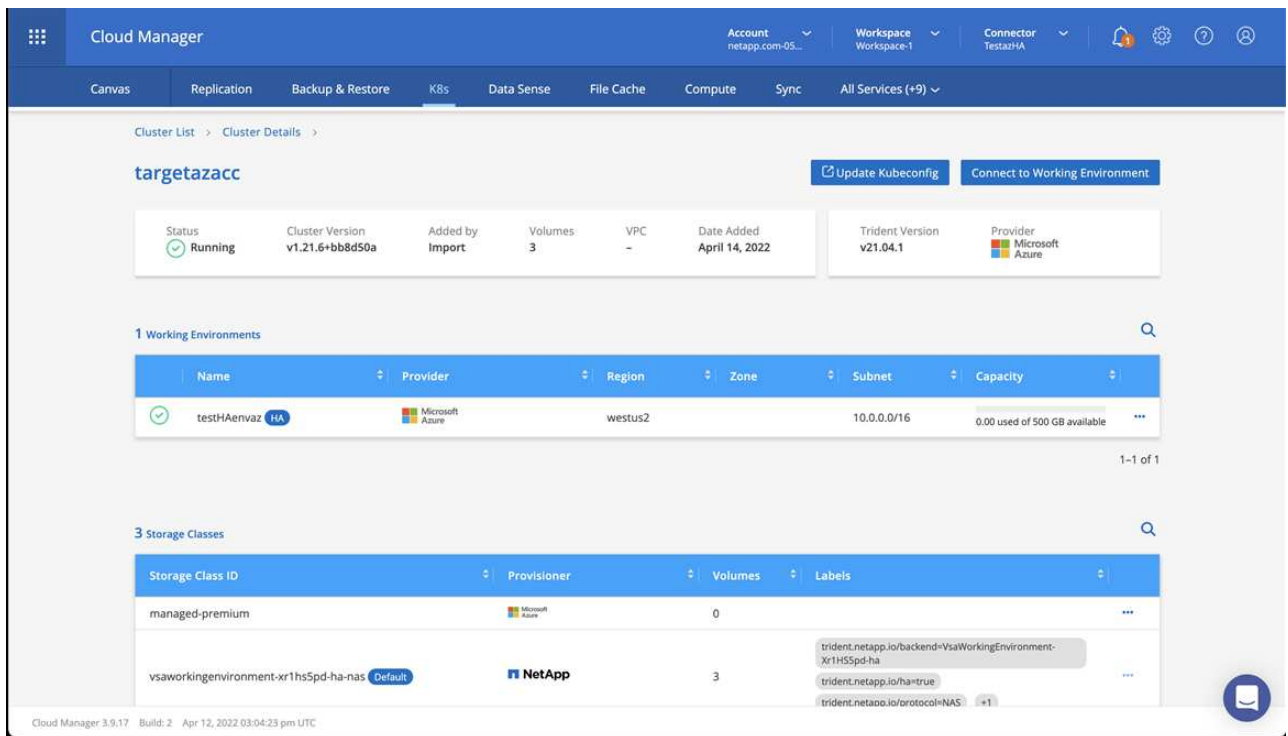 Cloud Manager
Account
netapp.com-05...
Workspace
Workspace-1
Connector
TestazHA
1
Canvas
Replication
Backup & Restore
K8s
Data Sense
File Cache
Compute
Sync
All Services (+9)
Cluster List > Cluster Details >
targetazacc
Update Kubeconfig
Connect to Working Environment
Status
Running
Cluster Version
v1.21.6+bb8d50a
Added by
Import
Volumes
3
VPC
–
Date Added
April 14, 2022
Trident Version
v21.04.1
Provider
Microsoft
Azure
1 Working Environments
Name Provider Region Zone Subnet Capacity
testHAenvaz HA
Microsoft
Azure
westus2
10.0.0.0/16
0.00 used of 500 GB available
1–1 of 1
3 Storage Classes
Storage Class ID Provisioner Volumes Labels
managed-premium
Microsoft
Azure
0
vsaworkingenvironment-xr1hs5pd-ha-nas Default
NetApp
3
trident.netapp.io/backend=VsaWorkingEnvironment-
Xr1HS5pd-ha
trident.netapp.io/ha=true
trident.netapp.io/protocol=NAS +1
Cloud Manager 3.9.17 Build: 2 Apr 12, 2022 03:04:23 pm UTC